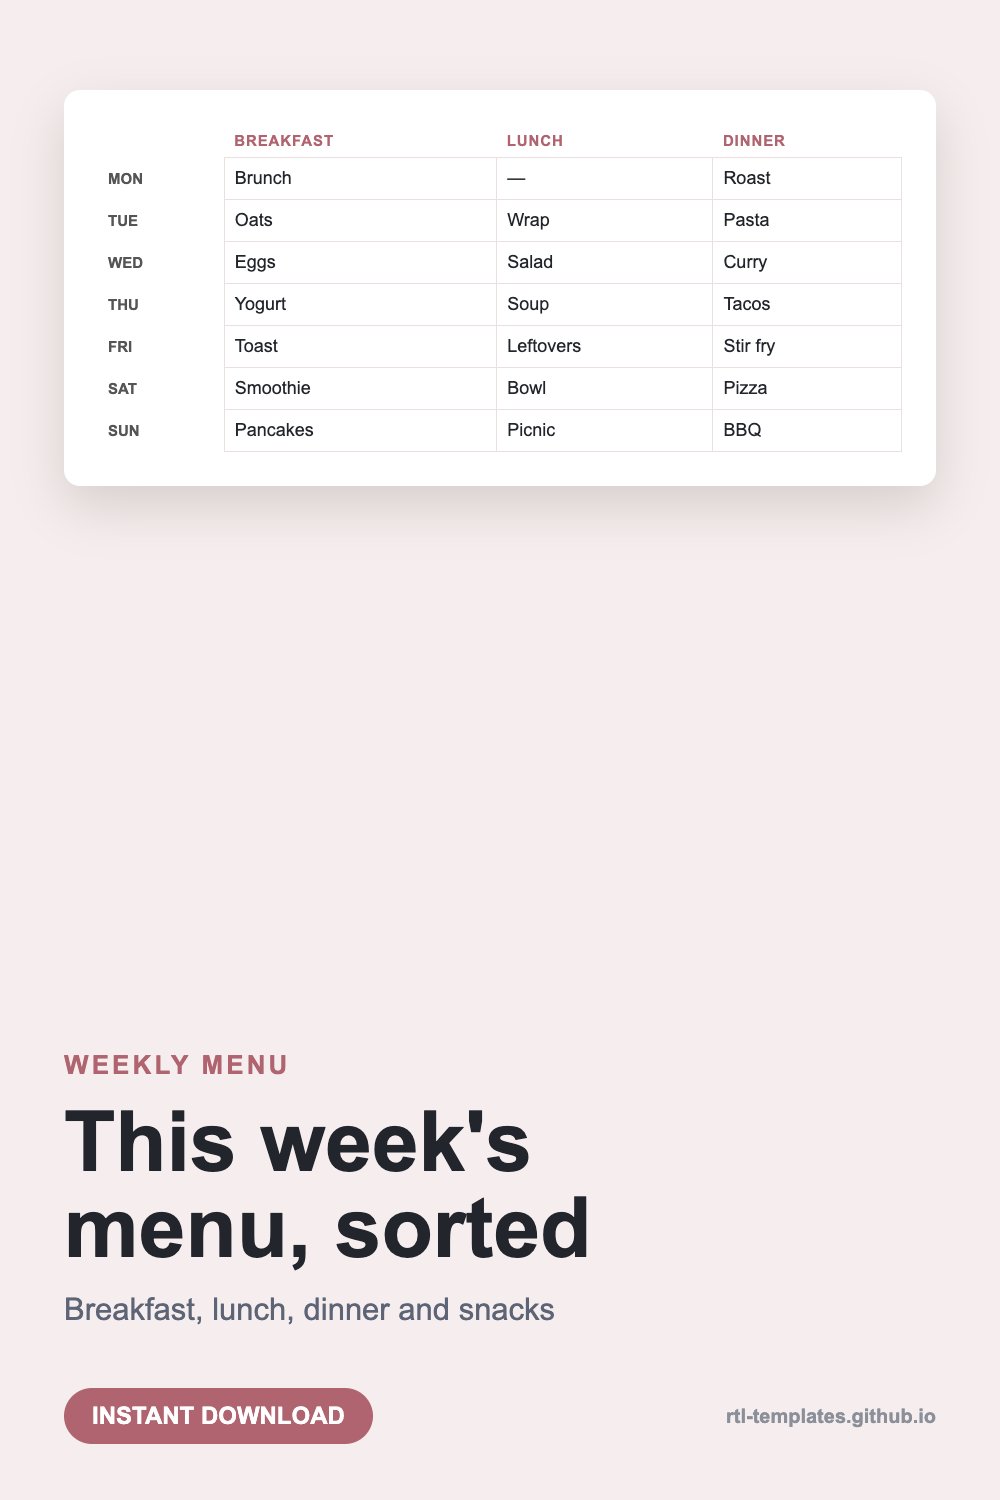 BREAKFAST LUNCH DINNER
MON Brunch — Roast
TUE Oats Wrap Pasta
WED Eggs Salad Curry
THU Yogurt Soup Tacos
FRI Toast Leftovers Stir fry
SAT Smoothie Bowl Pizza
SUN Pancakes Picnic BBQ
WEEKLY MENU
This week's
menu, sorted
Breakfast, lunch, dinner and snacks
INSTANT DOWNLOAD
rtl-templates.github.io